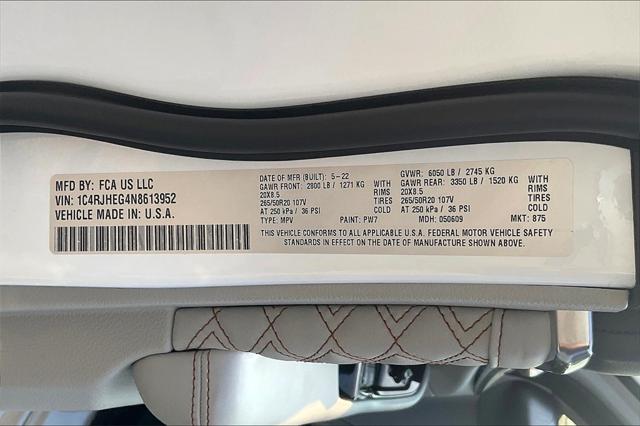 MFD BY: FCA US LLC
VIN: 1C4RJHEG4N8613952
VEHICLE MADE IN: U.S.A.
DATE OF MFR (BUILT): 5-22
GAWR FRONT: 2800 LB / 1271 KG
20X8.5 RIMS
265/50R20 107V TIRES
AT 250 kPa / 36 PSI COLD
TYPE: MPV PAINT: PW7
GVWR: 6050 LB / 2745 KG
GAWR REAR: 3350 LB / 1520 KG
20X8.5 RIMS
265/50R20 107V TIRES
AT 250 kPa / 36 PSI COLD
MDH: 050609 MKT: 875
THIS VEHICLE CONFORMS TO ALL APPLICABLE U.S.A. FEDERAL MOTOR VEHICLE SAFETY
STANDARDS IN EFFECT ON THE DATE OF MANUFACTURE SHOWN ABOVE.